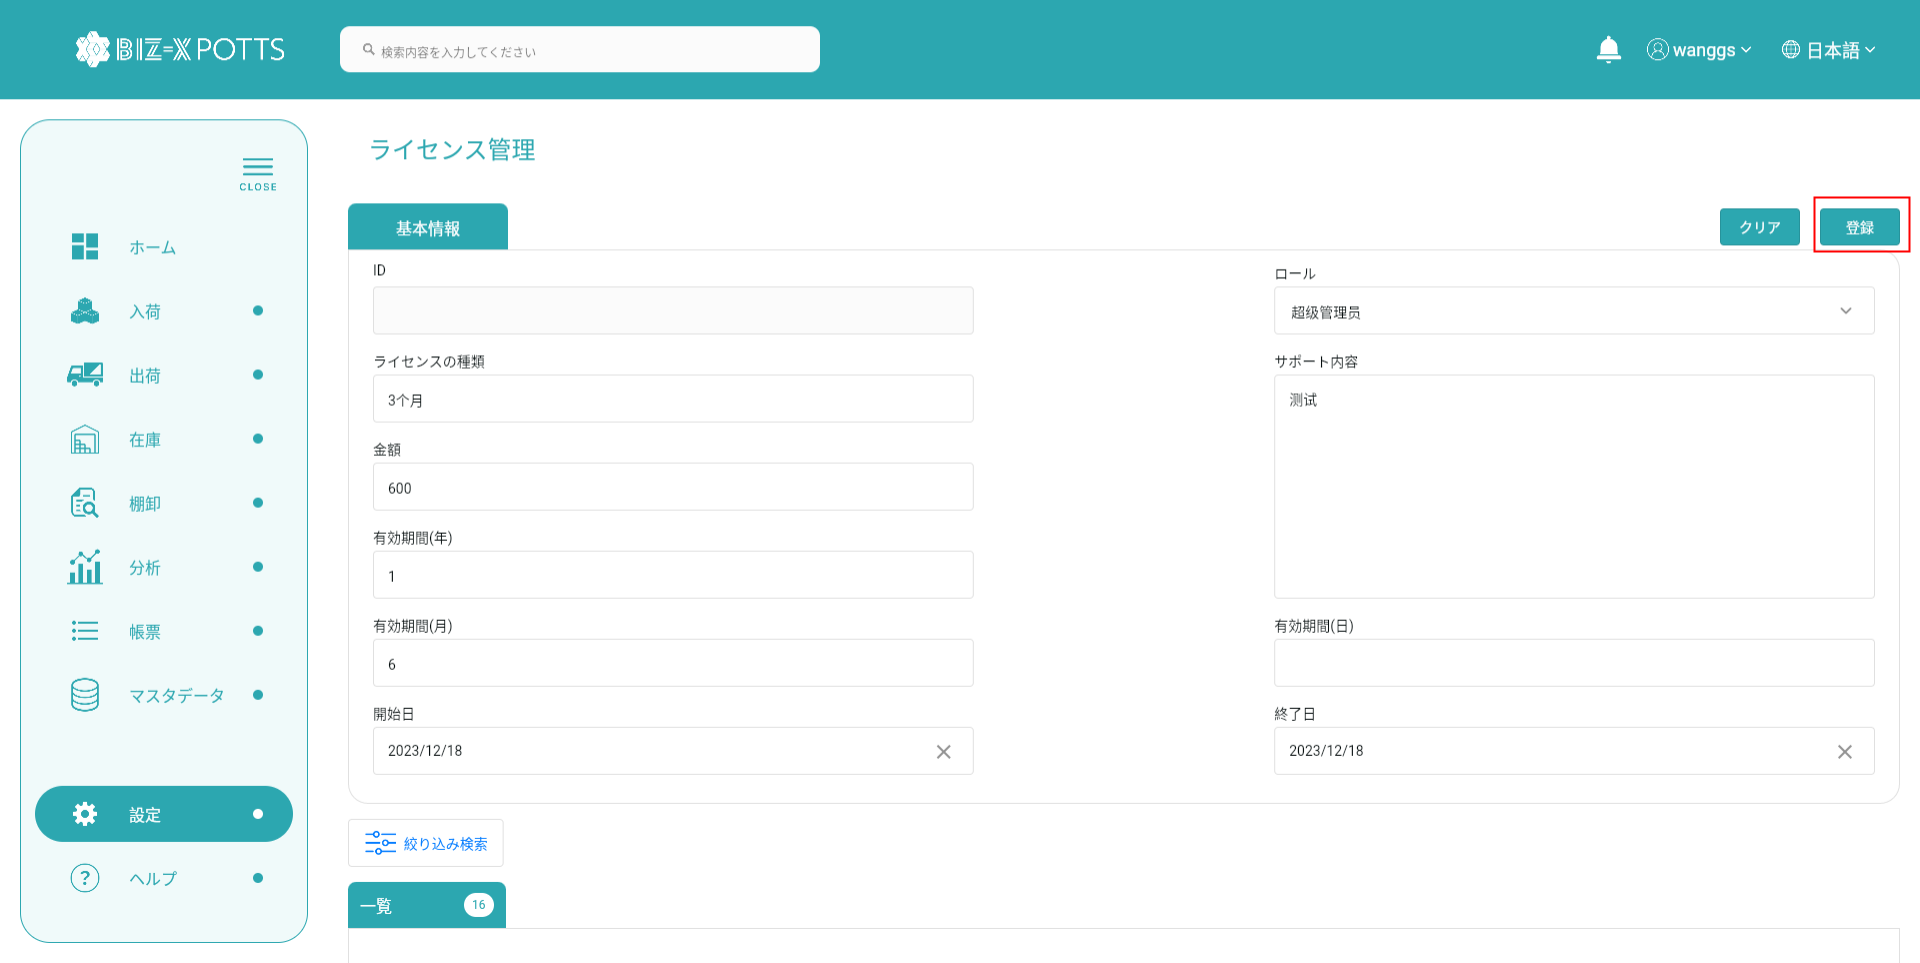 BIZ=X POTTS
検索内容を入力してください
wanggs
日本語
CLOSE
ホーム
入荷
出荷
在庫
棚卸
分析
帳票
マスタデータ
設定
ヘルプ
ライセンス管理
基本情報
クリア
登録
ID
ロール
超级管理员
ライセンスの種類
3个月
サポート内容
测试
金額
600
有効期間(年)
1
有効期間(月)
6
有効期間(日)
開始日
2023/12/18
終了日
2023/12/18
絞り込み検索
一覧
16